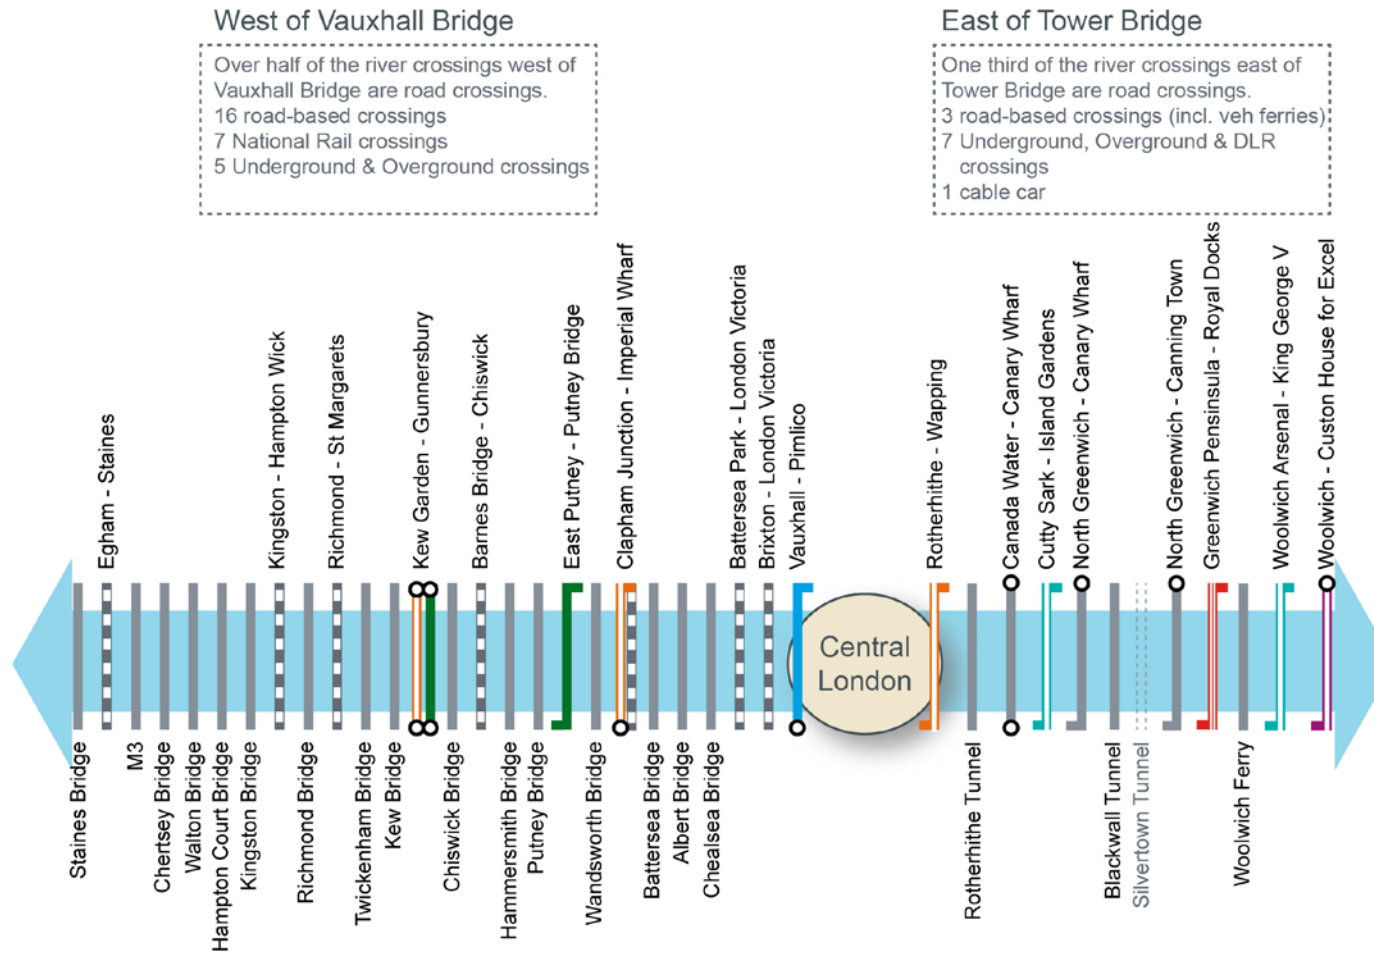 West of Vauxhall Bridge
Over half of the river crossings west of
Vauxhall Bridge are road crossings.
16 road-based crossings
7 National Rail crossings
5 Underground & Overground crossings
East of Tower Bridge
One third of the river crossings east of
Tower Bridge are road crossings.
3 road-based crossings (incl. veh ferries)
7 Underground, Overground & DLR
crossings
1 cable car
Egham - Staines
Kingston - Hampton Wick
Richmond - St Margarets
Kew Garden - Gunnersbury
Barnes Bridge - Chiswick
East Putney - Putney Bridge
Clapham Junction - Imperial Wharf
Battersea Park - London Victoria
Brixton - London Victoria
Vauxhall - Pimlico
Rotherhithe - Wapping
Canada Water - Canary Wharf
Cutty Sark - Island Gardens
North Greenwich - Canary Wharf
North Greenwich - Canning Town
Greenwich Pensinsula - Royal Docks
Woolwich Arsenal - King George V
Woolwich - Custon House for Excel
Central
London
Staines Bridge
M3
Chertsey Bridge
Walton Bridge
Hampton Court Bridge
Kingston Bridge
Richmond Bridge
Twickenham Bridge
Kew Bridge
Chiswick Bridge
Hammersmith Bridge
Putney Bridge
Wandsworth Bridge
Battersea Bridge
Albert Bridge
Chealsea Bridge
Rotherhithe Tunnel
Blackwall Tunnel
Silvertown Tunnel
Woolwich Ferry